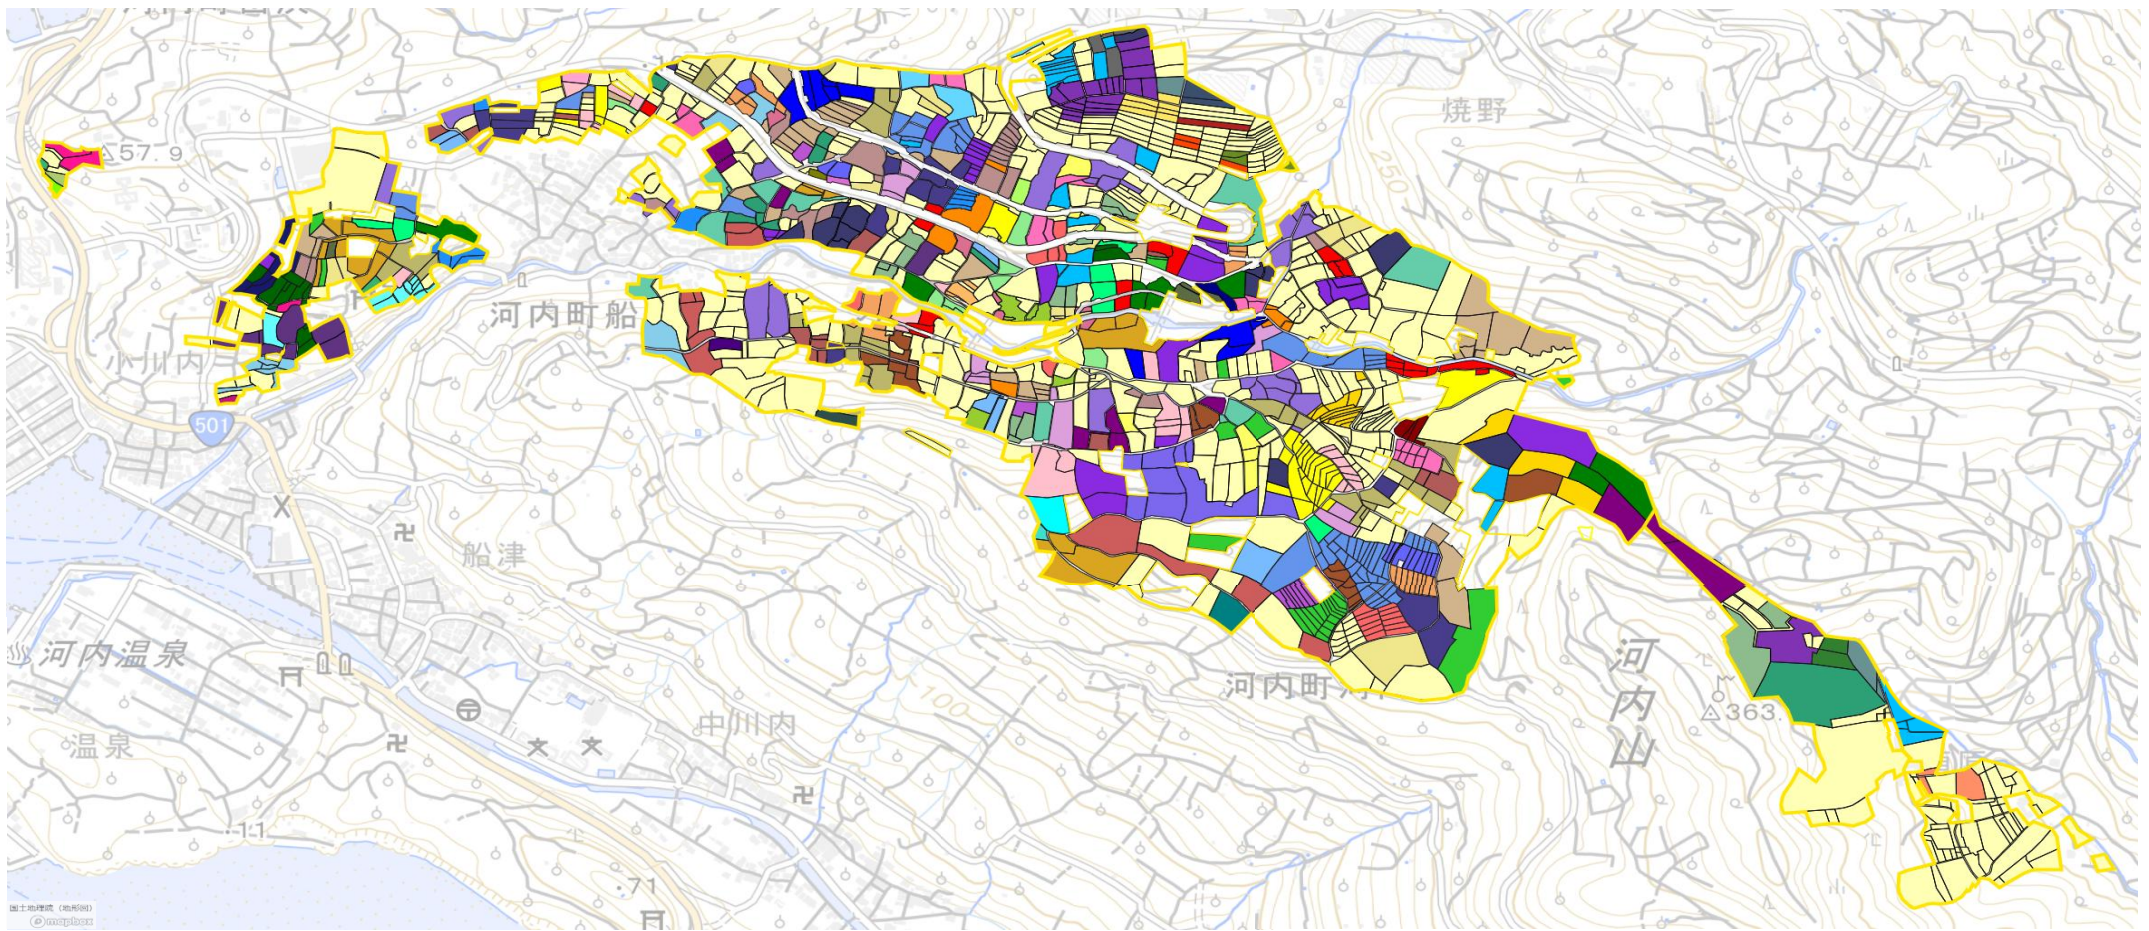 焼野
57.9
河内町船
小川内
501
船津
河内温泉
河内町
河内山
100
363.
中川内
温泉
11
71
国土地理院（地形図）
mapbox